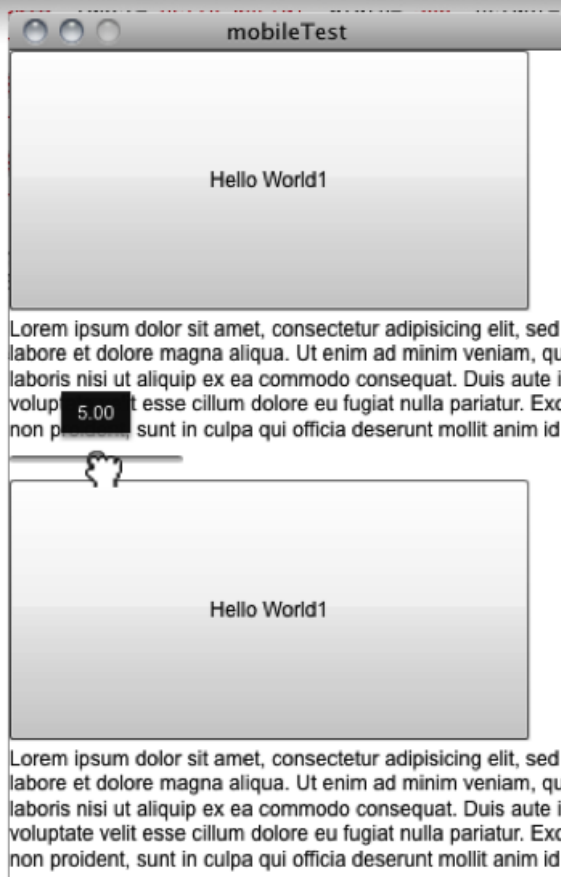 mobileTest
Hello World1
Lorem ipsum dolor sit amet, consectetur adipisicing elit, sed
labore et dolore magna aliqua. Ut enim ad minim veniam, qu
laboris nisi ut aliquip ex ea commodo consequat. Duis aute i
volup 5.00 t esse cillum dolore eu fugiat nulla pariatur. Exc
non p sunt in culpa qui officia deserunt mollit anim id
Hello World1
Lorem ipsum dolor sit amet, consectetur adipisicing elit, sed
labore et dolore magna aliqua. Ut enim ad minim veniam, qu
laboris nisi ut aliquip ex ea commodo consequat. Duis aute i
voluptate velit esse cillum dolore eu fugiat nulla pariatur. Exc
non proident, sunt in culpa qui officia deserunt mollit anim id